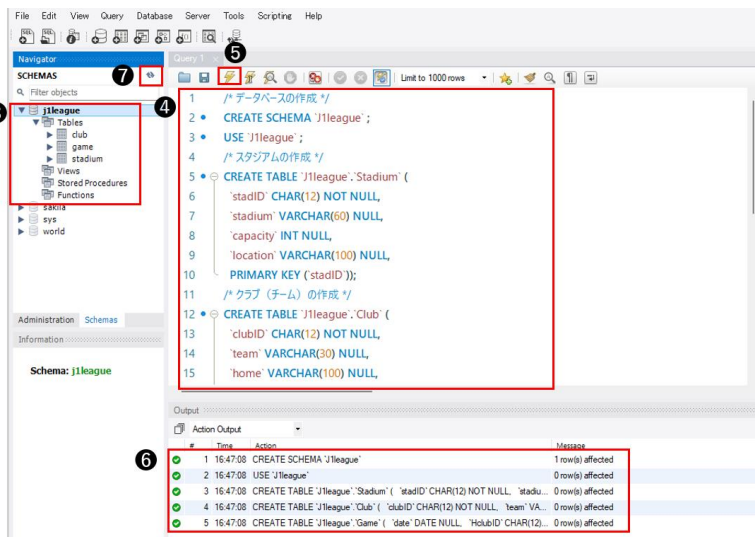 File Edit View Query Database Server Tools Scripting Help
Navigator
Query 1
❺
SCHEMAS
❼
Limit to 1000 rows
Filter objects
❹
j1league
Tables
club
game
stadium
Views
Stored Procedures
Functions
sakila
sys
world
1 /* データベースの作成 */
2 CREATE SCHEMA `J1league` ;
3 USE `J1league` ;
4 /* スタジアムの作成 */
5 CREATE TABLE `J1league`.`Stadium` (
6 `stadID` CHAR(12) NOT NULL,
7 `stadium` VARCHAR(60) NULL,
8 `capacity` INT NULL,
9 `location` VARCHAR(100) NULL,
10 PRIMARY KEY (`stadID`));
11 /* クラブ（チーム）の作成 */
12 CREATE TABLE `J1league`.`Club` (
13 `clubID` CHAR(12) NOT NULL,
14 `team` VARCHAR(30) NULL,
15 `home` VARCHAR(100) NULL,
Administration Schemas
Information
Schema: j1league
Output
Action Output
# Time Action Message
❻
1 16:47:08 CREATE SCHEMA `J1league` 1 row(s) affected
2 16:47:08 USE `J1league` 0 row(s) affected
3 16:47:08 CREATE TABLE `J1league`.`Stadium` ( `stadID` CHAR(12) NOT NULL, `stadiu... 0 row(s) affected
4 16:47:08 CREATE TABLE `J1league`.`Club` ( `clubID` CHAR(12) NOT NULL, `team` VA... 0 row(s) affected
5 16:47:08 CREATE TABLE `J1league`.`Game` ( `date` DATE NULL, `HclubID` CHAR(12)... 0 row(s) affected